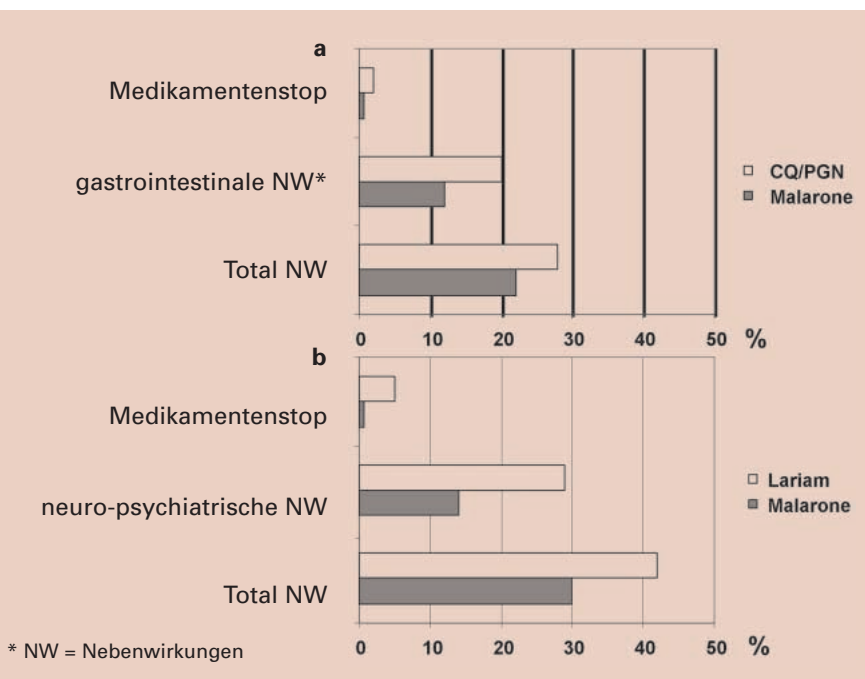 a
Medikamentenstop
gastrointestinale NW*
Total NW
CQ/PGN
Malarone
0 10 20 30 40 50 %
b
Medikamentenstop
neuro-psychiatrische NW
Total NW
Lariam
Malarone
0 10 20 30 40 50 %
* NW = Nebenwirkungen